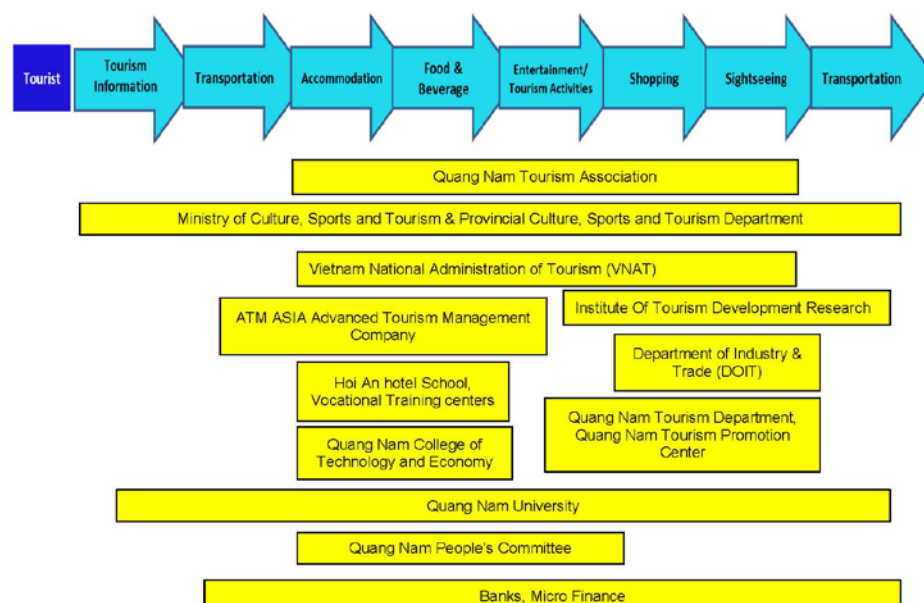 Tourist
Tourism
Information
Transportation
Accommodation
Food &
Beverage
Entertainment/
Tourism Activities
Shopping
Sightseeing
Transportation
Quang Nam Tourism Association
Ministry of Culture, Sports and Tourism & Provincial Culture, Sports and Tourism Department
Vietnam National Administration of Tourism (VNAT)
ATM ASIA Advanced Tourism Management
Company
Institute Of Tourism Development Research
Department of Industry &
Trade (DOIT)
Hoi An hotel School,
Vocational Training centers
Quang Nam Tourism Department,
Quang Nam Tourism Promotion
Center
Quang Nam College of
Technology and Economy
Quang Nam University
Quang Nam People's Committee
Banks, Micro Finance